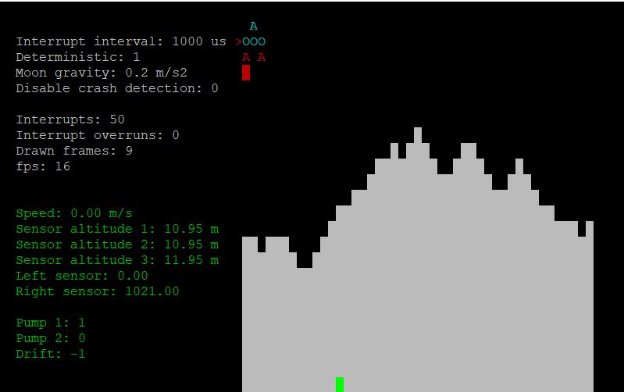 A
Interrupt interval: 1000 us >OOO
Deterministic: 1 A A
Moon gravity: 0.2 m/s2
Disable crash detection: 0
Interrupts: 50
Interrupt overruns: 0
Drawn frames: 9
fps: 16
Speed: 0.00 m/s
Sensor altitude 1: 10.95 m
Sensor altitude 2: 10.95 m
Sensor altitude 3: 11.95 m
Left sensor: 0.00
Right sensor: 1021.00
Pump 1: 1
Pump 2: 0
Drift: -1